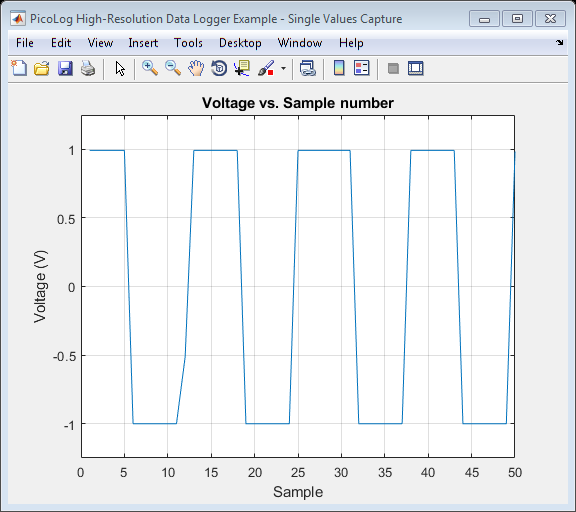 PicoLog High-Resolution Data Logger Example - Single Values Capture
File Edit View Insert Tools Desktop Window Help
Voltage vs. Sample number
1
0.5
0
-0.5
-1
Voltage (V)
0 5 10 15 20 25 30 35 40 45 50
Sample